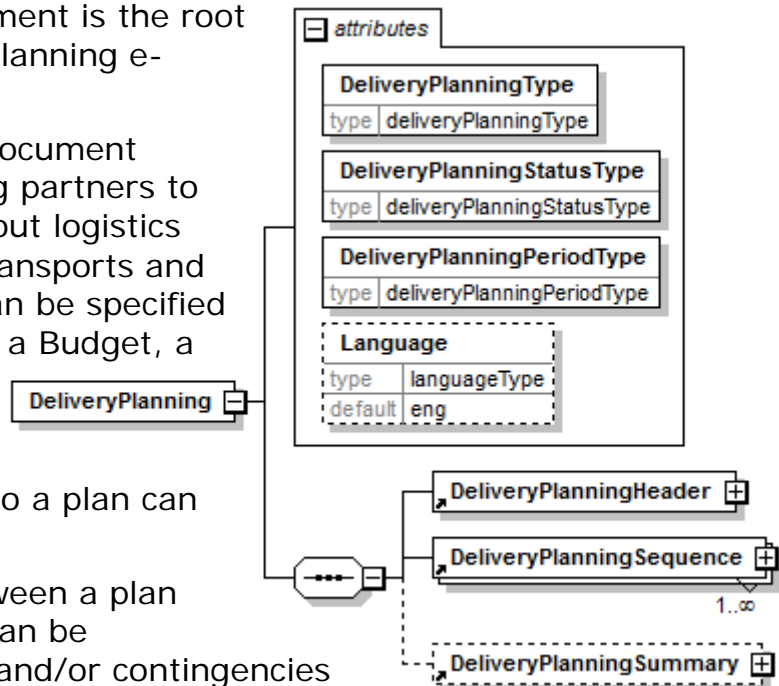 ment is the root
lanning e-
ocument
g partners to
out logistics
ransports and
an be specified
a Budget, a
o a plan can
ween a plan
an be
and/or contingencies
DeliveryPlanning
attributes
DeliveryPlanningType
type deliveryPlanningType
DeliveryPlanningStatusType
type deliveryPlanningStatusType
DeliveryPlanningPeriodType
type deliveryPlanningPeriodType
Language
type languageType
default eng
DeliveryPlanningHeader
DeliveryPlanningSequence
1..∞
DeliveryPlanningSummary